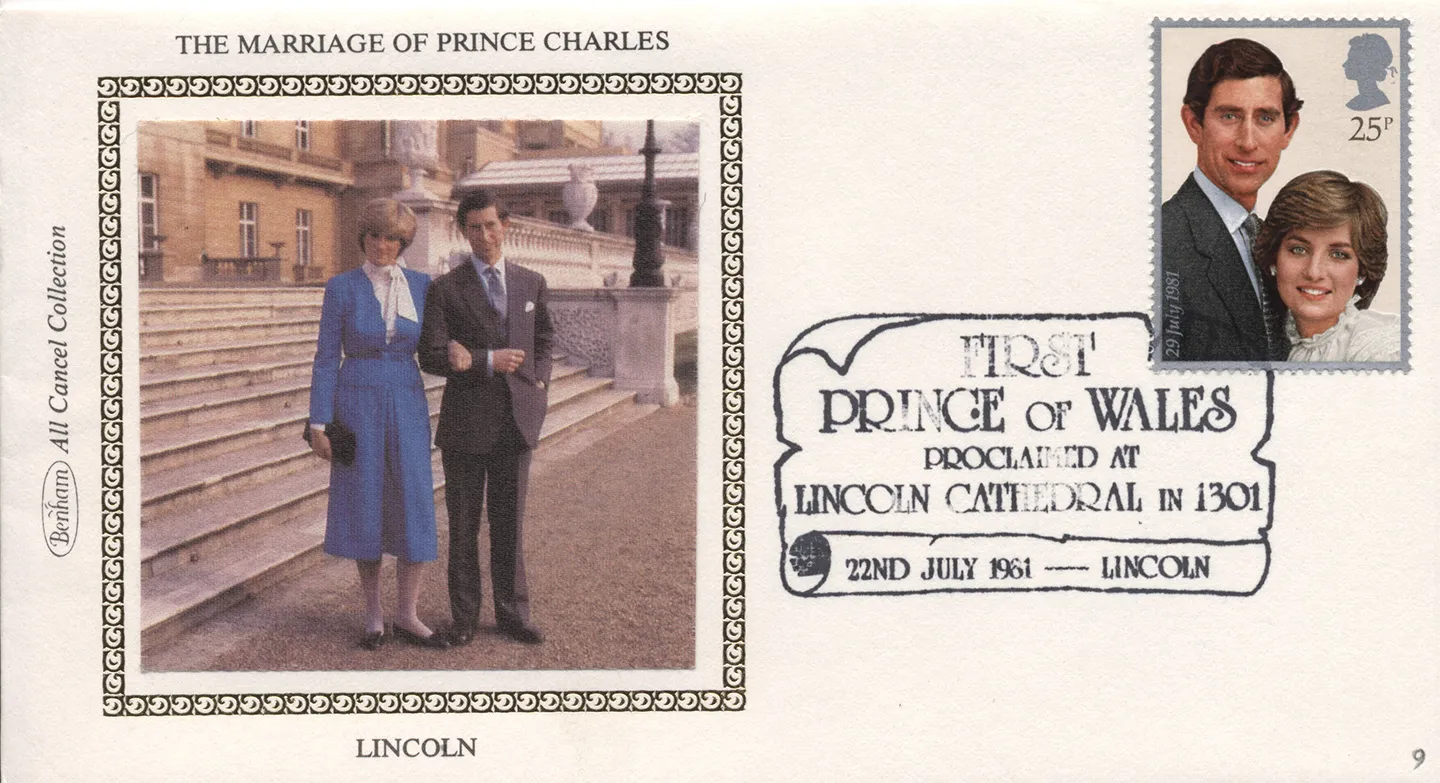 THE MARRIAGE OF PRINCE CHARLES
Benham All Cancel Collection
LINCOLN
25P
29 July 1981
FIRST
PRINCE OF WALES
PROCLAIMED AT
LINCOLN CATHEDRAL IN 1301
22ND JULY 1981 — LINCOLN
9